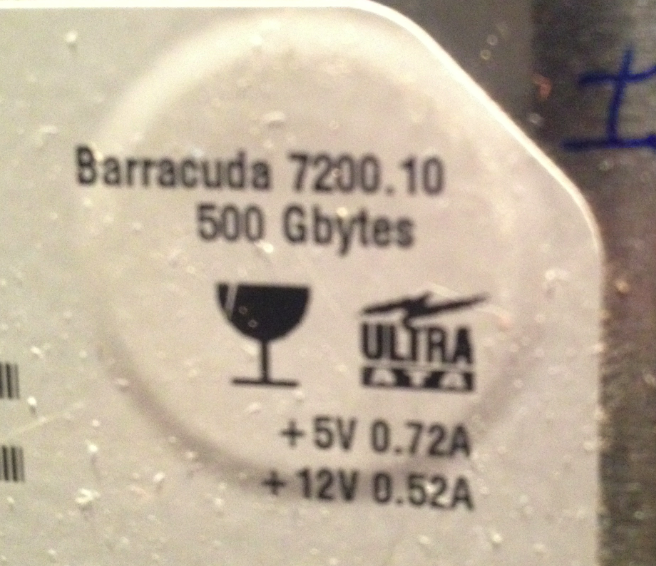 Barracuda 7200.10
500 Gbytes
ULTRA
ATA
+5V 0.72A
+12V 0.52A